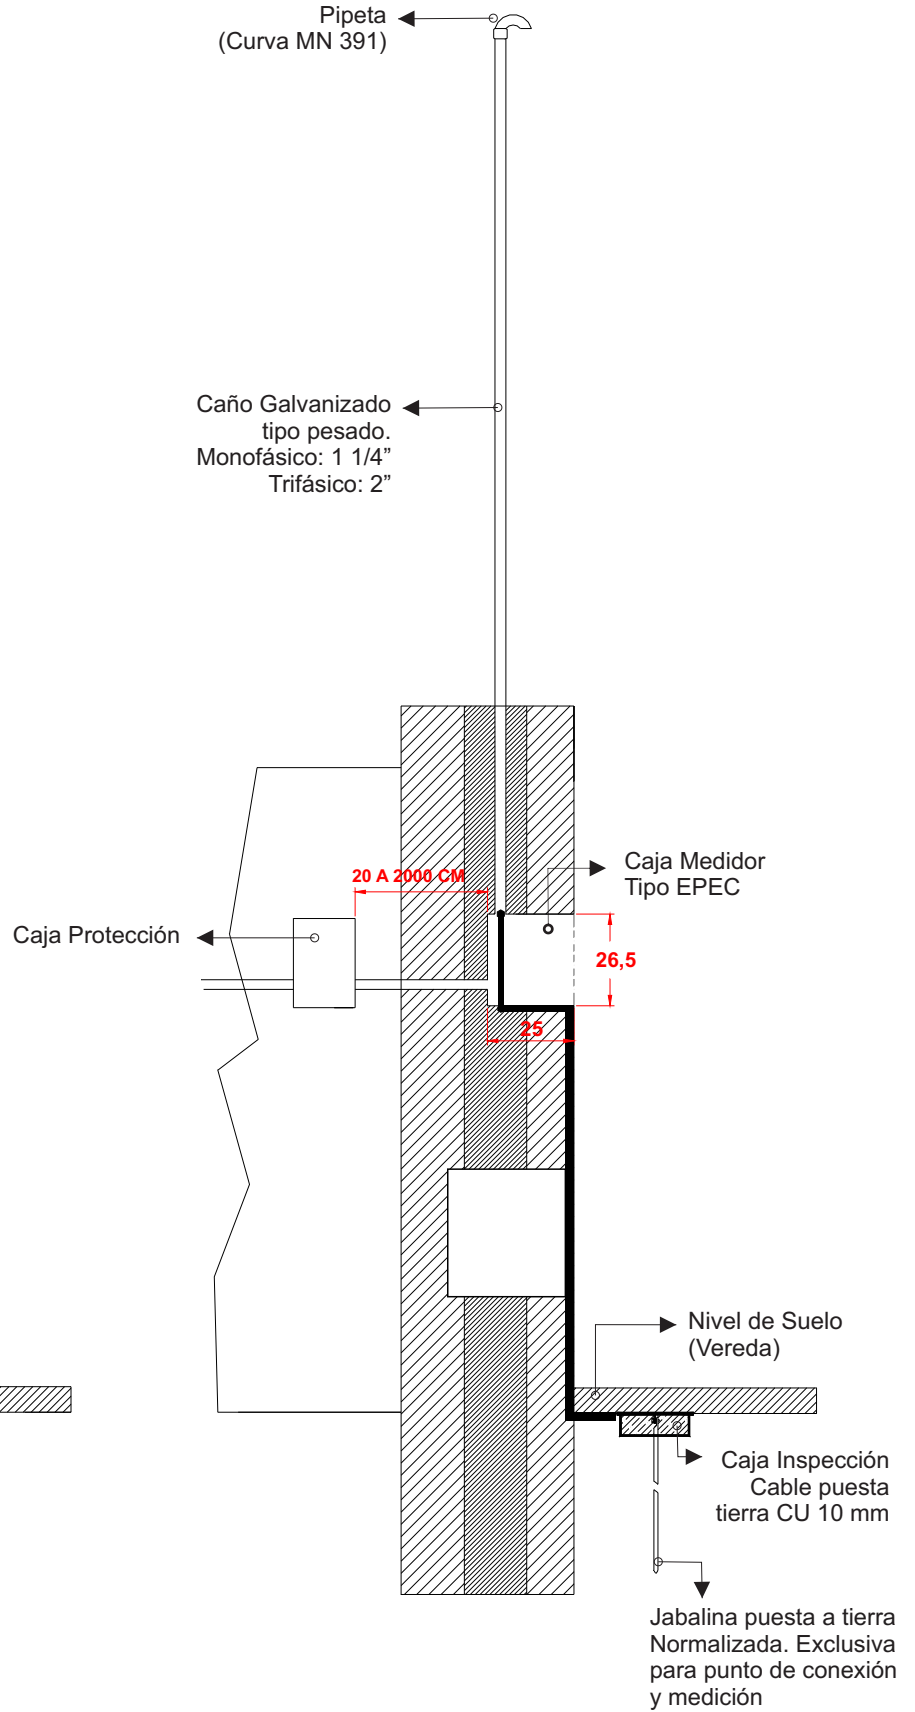 Pipeta
(Curva MN 391)
Caño Galvanizado
tipo pesado.
Monofásico: 1 1/4”
Trifásico: 2”
Caja Medidor
Tipo EPEC
20 A 2000 CM
Caja Protección
26,5
25
Nivel de Suelo
(Vereda)
Caja Inspección
Cable puesta
tierra CU 10 mm
Jabalina puesta a tierra
Normalizada. Exclusiva
para punto de conexión
y medición